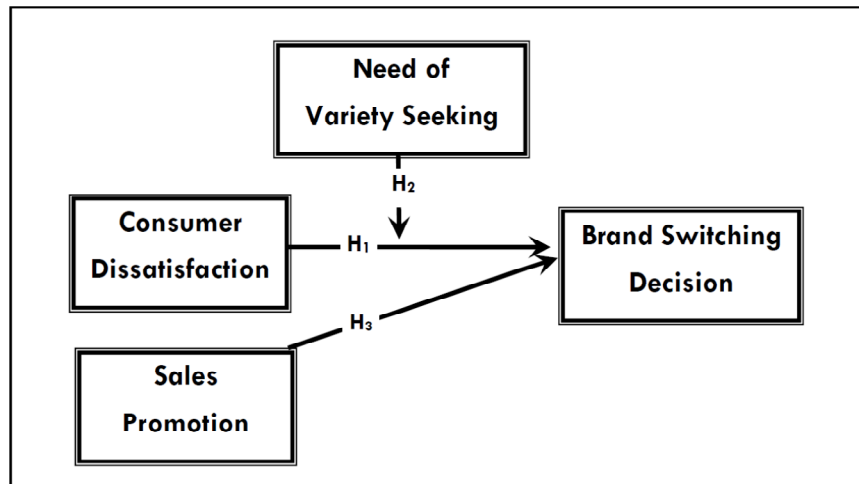 Need of
Variety Seeking
H₂
Consumer
Dissatisfaction
H₁
Brand Switching
Decision
H₃
Sales
Promotion